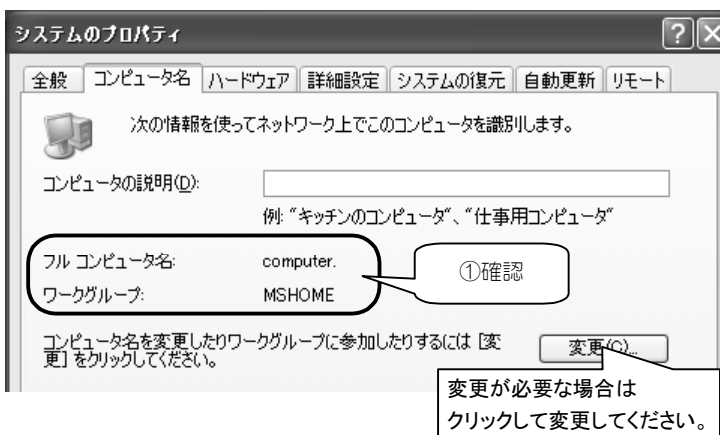 システムのプロパティ
全般 コンピュータ名 ハードウェア 詳細設定 システムの復元 自動更新 リモート
次の情報を使ってネットワーク上でこのコンピュータを識別します。
コンピュータの説明(D):
例: "キッチンのコンピュータ"、"仕事用コンピュータ"
フル コンピュータ名: computer.
①確認
ワークグループ: MSHOME
コンピュータ名を変更したりワークグループに参加したりするには [変
更] をクリックしてください。
変更(C)...
変更が必要な場合は
クリックして変更してください。